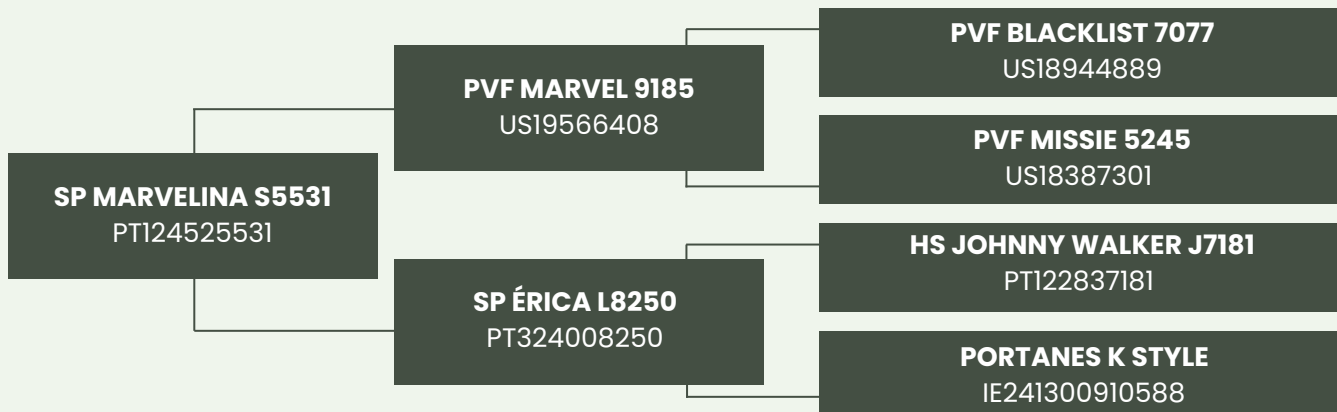 PVF BLACKLIST 7077
US18944889
PVF MARVEL 9185
US19566408
PVF MISSIE 5245
US18387301
SP MARVELINA S5531
PT124525531
HS JOHNNY WALKER J7181
PT122837181
SP ÉRICA L8250
PT324008250
PORTANES K STYLE
IE241300910588